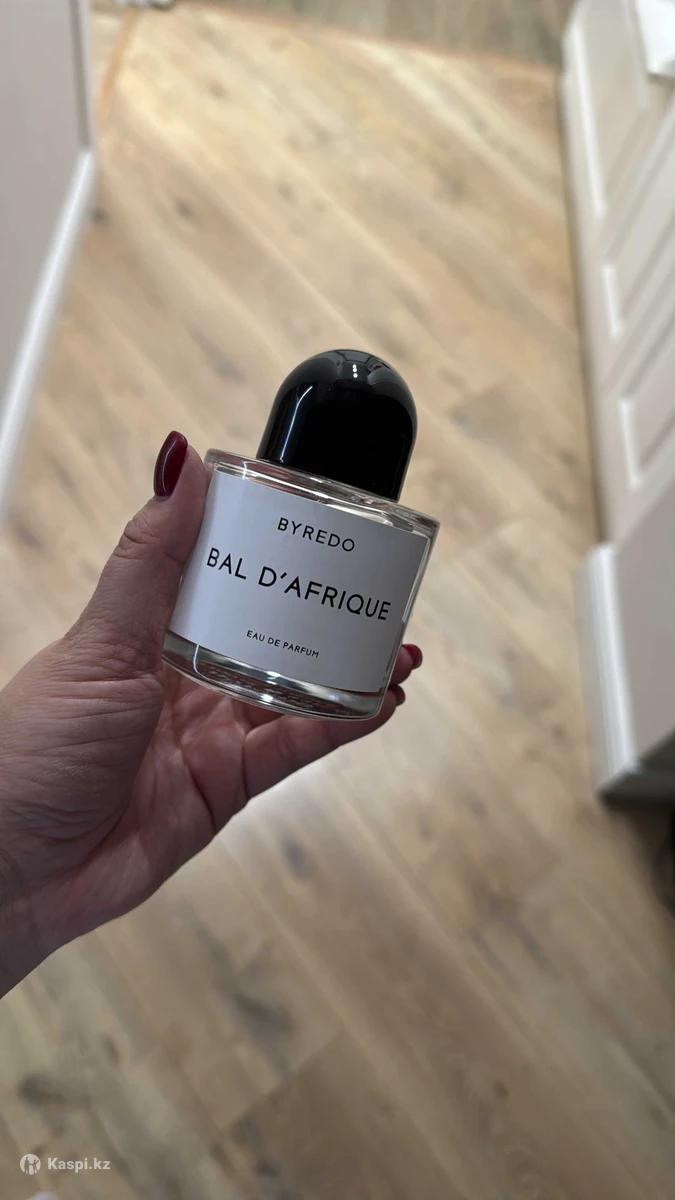 BYREDO
BAL D'AFRIQUE
EAU DE PARFUM
Kaspi.kz